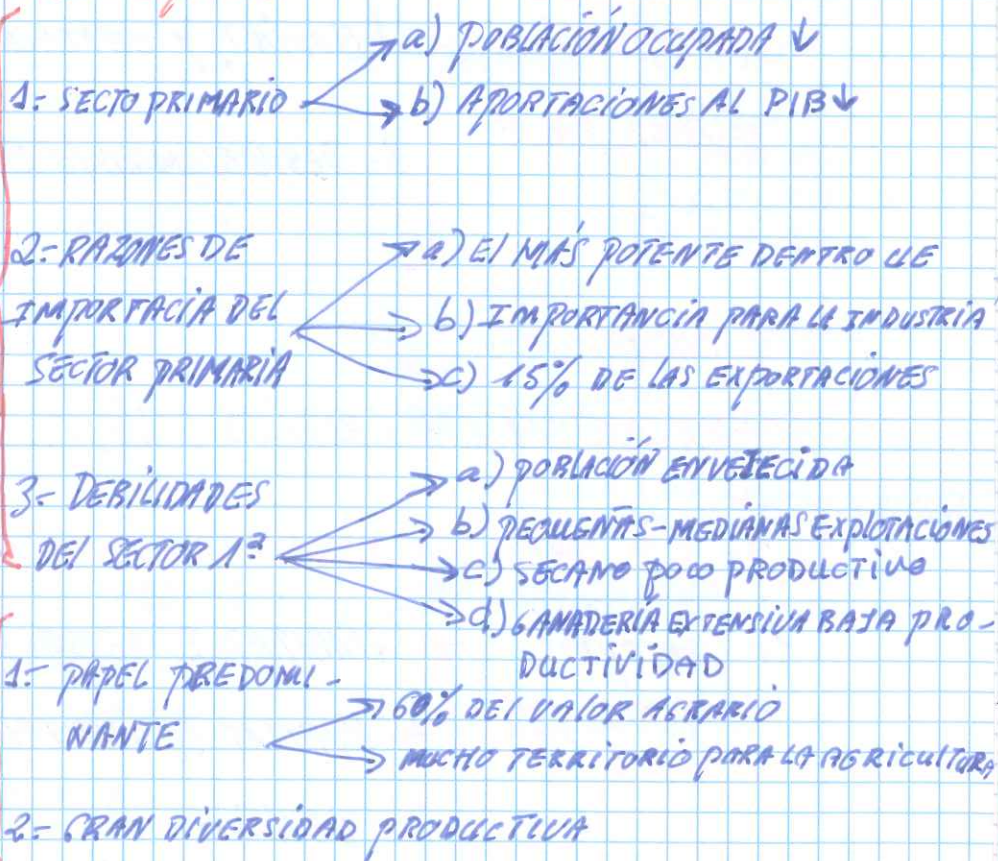 a) POBLACIÓN OCUPADA ↓
1- SECTO PRIMARIO
b) APORTACIONES AL PIB ↓
2- RAZONES DE
IMPORTACIA DEL
SECTOR PRIMARIA
a) El MÁS POTENTE DENTRO UE
b) IMPORTANCIA PARA LA INDUSTRIA
c) 15% DE LAS EXPORTACIONES
3- DEBILIDADES
DEl SECTOR 1ª
a) POBLACIÓN ENVEJECIDA
b) PEQUEÑAS-MEDIANAS EXPLOTACIONES
c) SECANO POCO PRODUCTIVO
d) GANADERÍA EXTENSIVA BAJA PRO-
DUCTIVIDAD
1- PAPEL PREDOMI-
NANTE
60% DEl VALOR AGRARIO
MUCHO TERRITORIO PARA LA AGRICULTURA
2- GRAN DIVERSIDAD PRODUCTIVA